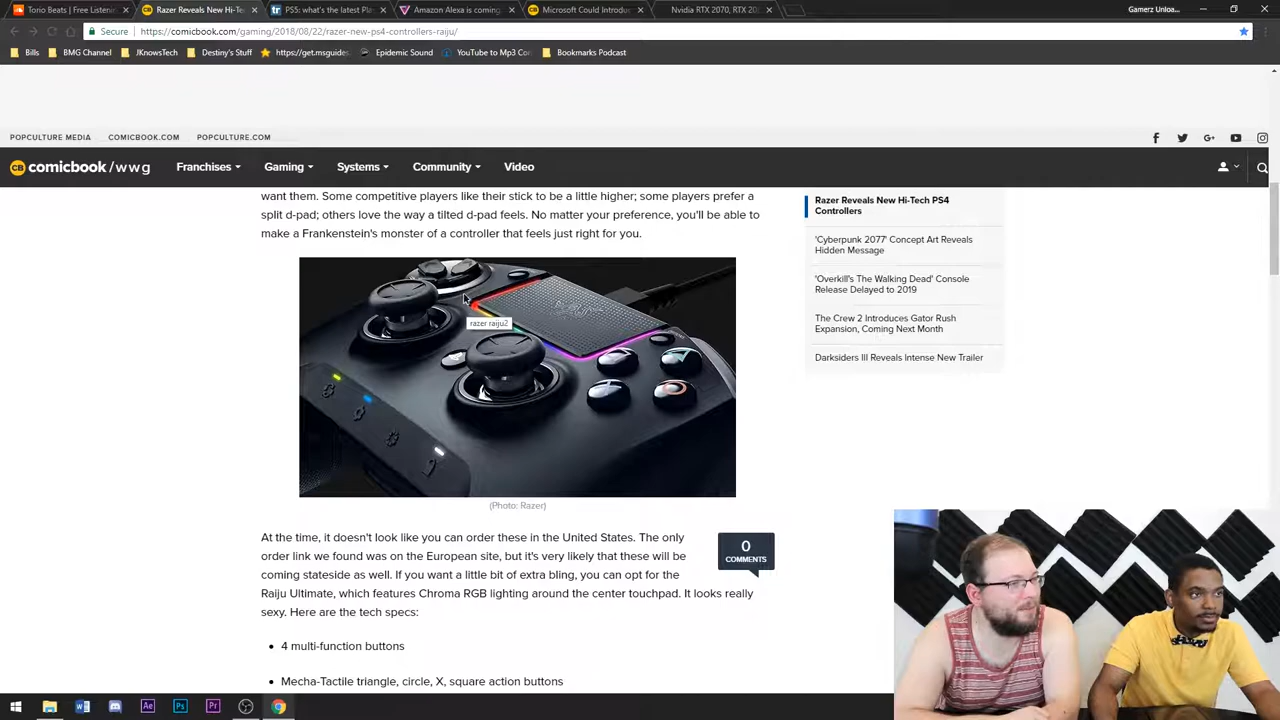 Torio Beats | Free Listenin
Razer Reveals New Hi-Te
PS5: what's the latest Pla
Amazon Alexa is coming
Microsoft Could Introduc
Nvidia RTX 2070, RTX 20
Gamerz Unloa...
Secure
https://comicbook.com/gaming/2018/08/22/razer-new-ps4-controllers-raiju/
Bills
BMG Channel
JKnowsTech
Destiny's Stuff
https://get.msguides.
Epidemic Sound
YouTube to Mp3 Con
Bookmarks Podcast
POPCULTURE MEDIA
COMICBOOK.COM
POPCULTURE.COM
CB comicbook/wwg
Franchises
Gaming
Systems
Community
Video
want them. Some competitive players like their stick to be a little higher; some players prefer a
split d-pad; others love the way a tilted d-pad feels. No matter your preference, you'll be able to
make a Frankenstein's monster of a controller that feels just right for you.
razer raiju2
(Photo: Razer)
At the time, it doesn't look like you can order these in the United States. The only
order link we found was on the European site, but it's very likely that these will be
coming stateside as well. If you want a little bit of extra bling, you can opt for the
Raiju Ultimate, which features Chroma RGB lighting around the center touchpad. It looks really
sexy. Here are the tech specs:
4 multi-function buttons
Mecha-Tactile triangle, circle, X, square action buttons
0
COMMENTS
Razer Reveals New Hi-Tech PS4
Controllers
'Cyberpunk 2077' Concept Art Reveals
Hidden Message
'Overkill's The Walking Dead' Console
Release Delayed to 2019
The Crew 2 Introduces Gator Rush
Expansion, Coming Next Month
Darksiders III Reveals Intense New Trailer